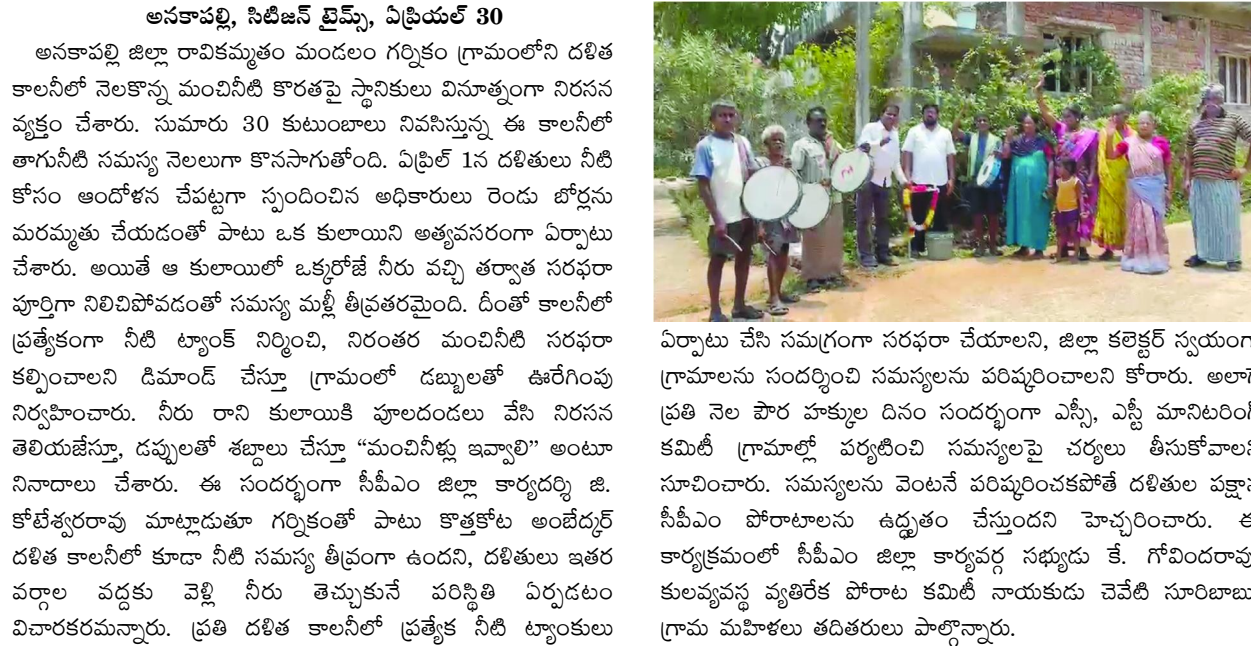 అనకాపల్లి, సిటిజన్ టైమ్స్, ఏప్రియల్ 30
అనకాపల్లి జిల్లా రావికమ్మతం మండలం గర్నికం గ్రామంలోని దళిత
కాలనీలో నెలకొన్న మంచినీటి కొరతపై స్థానికులు వినూత్నంగా నిరసన
వ్యక్తం చేశారు. సుమారు 30 కుటుంబాలు నివసిస్తున్న ఈ కాలనీలో
తాగునీటి సమస్య నెలలుగా కొనసాగుతోంది. ఏప్రిల్ 1న దళితులు నీటి
కోసం ఆందోళన చేపట్టగా స్పందించిన అధికారులు రెండు బోర్లను
మరమ్మతు చేయడంతో పాటు ఒక కులాయిని అత్యవసరంగా ఏర్పాటు
చేశారు. అయితే ఆ కులాయిలో ఒక్కరోజే నీరు వచ్చి తర్వాత సరఫరా
పూర్తిగా నిలిచిపోవడంతో సమస్య మళ్లీ తీవ్రతరమైంది. దీంతో కాలనీలో
ప్రత్యేకంగా నీటి ట్యాంక్ నిర్మించి, నిరంతర మంచినీటి సరఫరా
కల్పించాలని డిమాండ్ చేస్తూ గ్రామంలో డబ్బులతో ఊరేగింపు
నిర్వహించారు. నీరు రాని కులాయికి పూలదండలు వేసి నిరసన
తెలియజేస్తూ, డప్పులతో శబ్దాలు చేస్తూ “మంచినీళ్లు ఇవ్వాలి” అంటూ
నినాదాలు చేశారు. ఈ సందర్భంగా సీపీఎం జిల్లా కార్యదర్శి జి.
కోటేశ్వరరావు మాట్లాడుతూ గర్నికంతో పాటు కొత్తకోట అంబేద్కర్
దళిత కాలనీలో కూడా నీటి సమస్య తీవ్రంగా ఉందని, దళితులు ఇతర
వర్గాల వద్దకు వెళ్లి నీరు తెచ్చుకునే పరిస్థితి ఏర్పడటం
విచారకరమన్నారు. ప్రతి దళిత కాలనీలో ప్రత్యేక నీటి ట్యాంకులు
ఏర్పాటు చేసి సమగ్రంగా సరఫరా చేయాలని, జిల్లా కలెక్టర్ స్వయంగా
గ్రామాలను సందర్శించి సమస్యలను పరిష్కరించాలని కోరారు. అలాగే
ప్రతి నెల పౌర హక్కుల దినం సందర్భంగా ఎస్సీ, ఎస్టీ మానిటరింగ్
కమిటీ గ్రామాల్లో పర్యటించి సమస్యలపై చర్యలు తీసుకోవాలని
సూచించారు. సమస్యలను వెంటనే పరిష్కరించకపోతే దళితుల పక్షాన
సీపీఎం పోరాటాలను ఉద్ధృతం చేస్తుందని హెచ్చరించారు. ఈ
కార్యక్రమంలో సీపీఎం జిల్లా కార్యవర్గ సభ్యుడు కే. గోవిందరావు,
కులవ్యవస్థ వ్యతిరేక పోరాట కమిటీ నాయకుడు చెవేటి సూరిబాబు,
గ్రామ మహిళలు తదితరులు పాల్గొన్నారు.